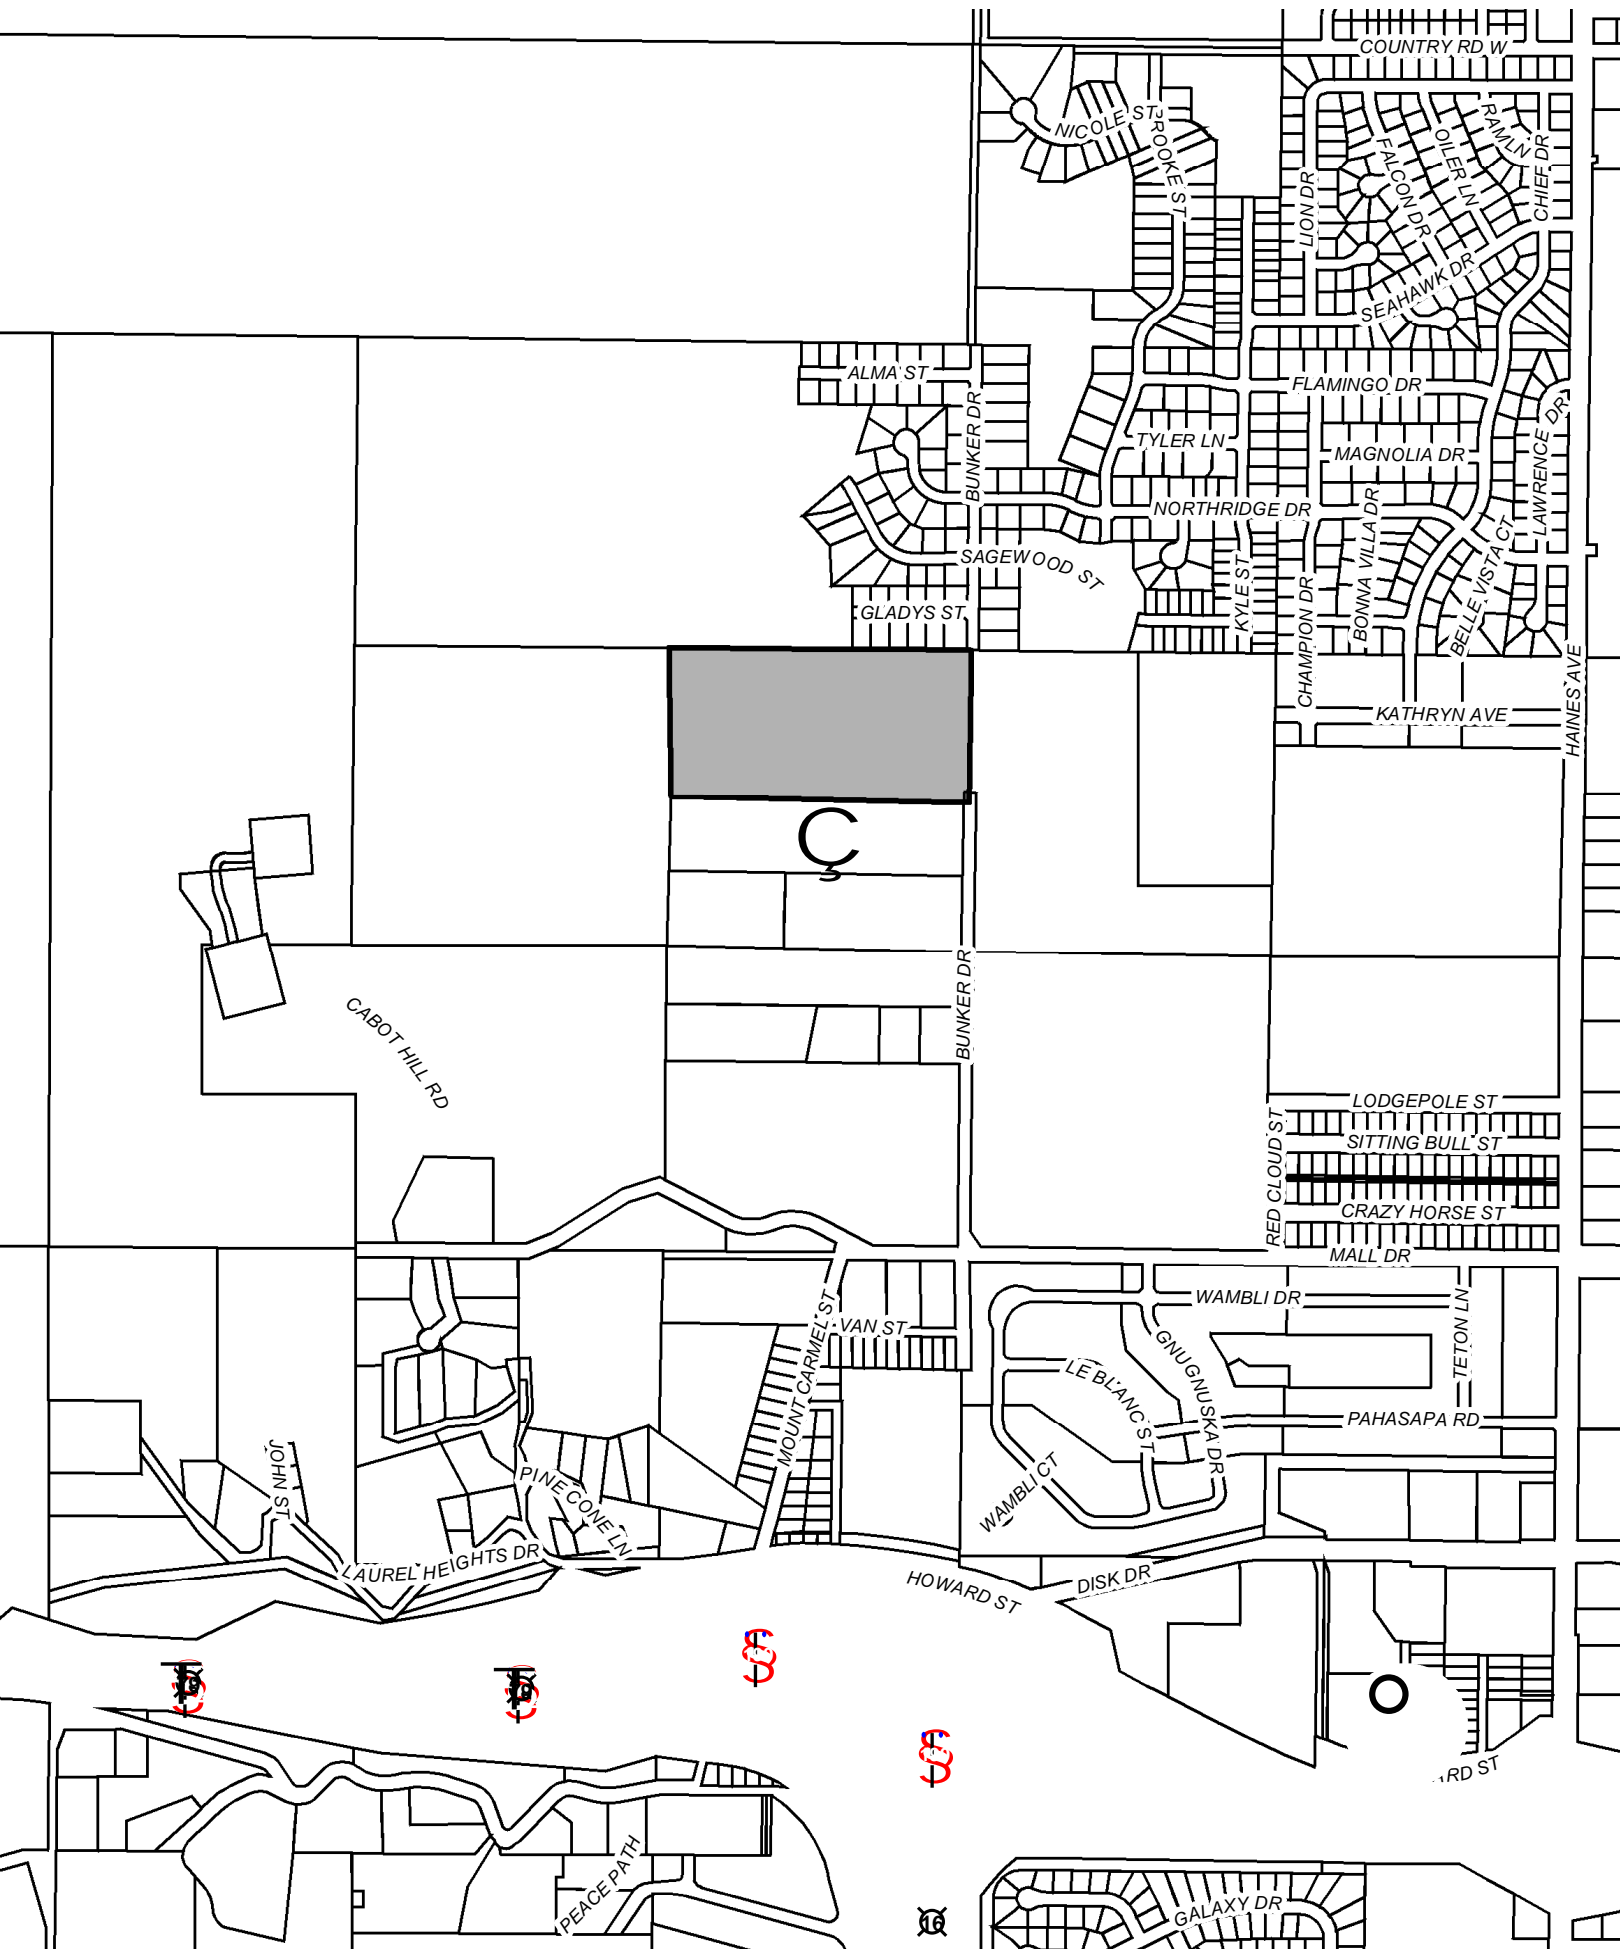 COUNTRY RD W
NICOLE ST
RAM LN
OILER LN
FALCON DR
CHIEF DR
LION DR
SEAHAWK DR
ALMA ST
FLAMINGO DR
BUNKER DR
TYLER LN
MAGNOLIA DR
LAWRENCE DR
NORTHRIDGE DR
SAGEWOOD ST
KYLE ST
CHAMPION DR
BONNA VILLA DR
BELLE VISTA CT
GLADYS ST
HAINES AVE
KATHRYN AVE
Ç
BUNKER DR
CABOT HILL RD
LODGEPOLE ST
RED CLOUD ST
SITTING BULL ST
CRAZY HORSE ST
MALL DR
WAMBLI DR
MOUNT CARMEL ST
VAN ST
TETON LN
GNUGNUSKA DR
LE BLANC ST
PAHASAPA RD
JOHN ST
PINE CONE LN
WAMBLI CT
LAUREL HEIGHTS DR
HOWARD ST
DISK DR
PEACE PATH
GALAXY DR
16